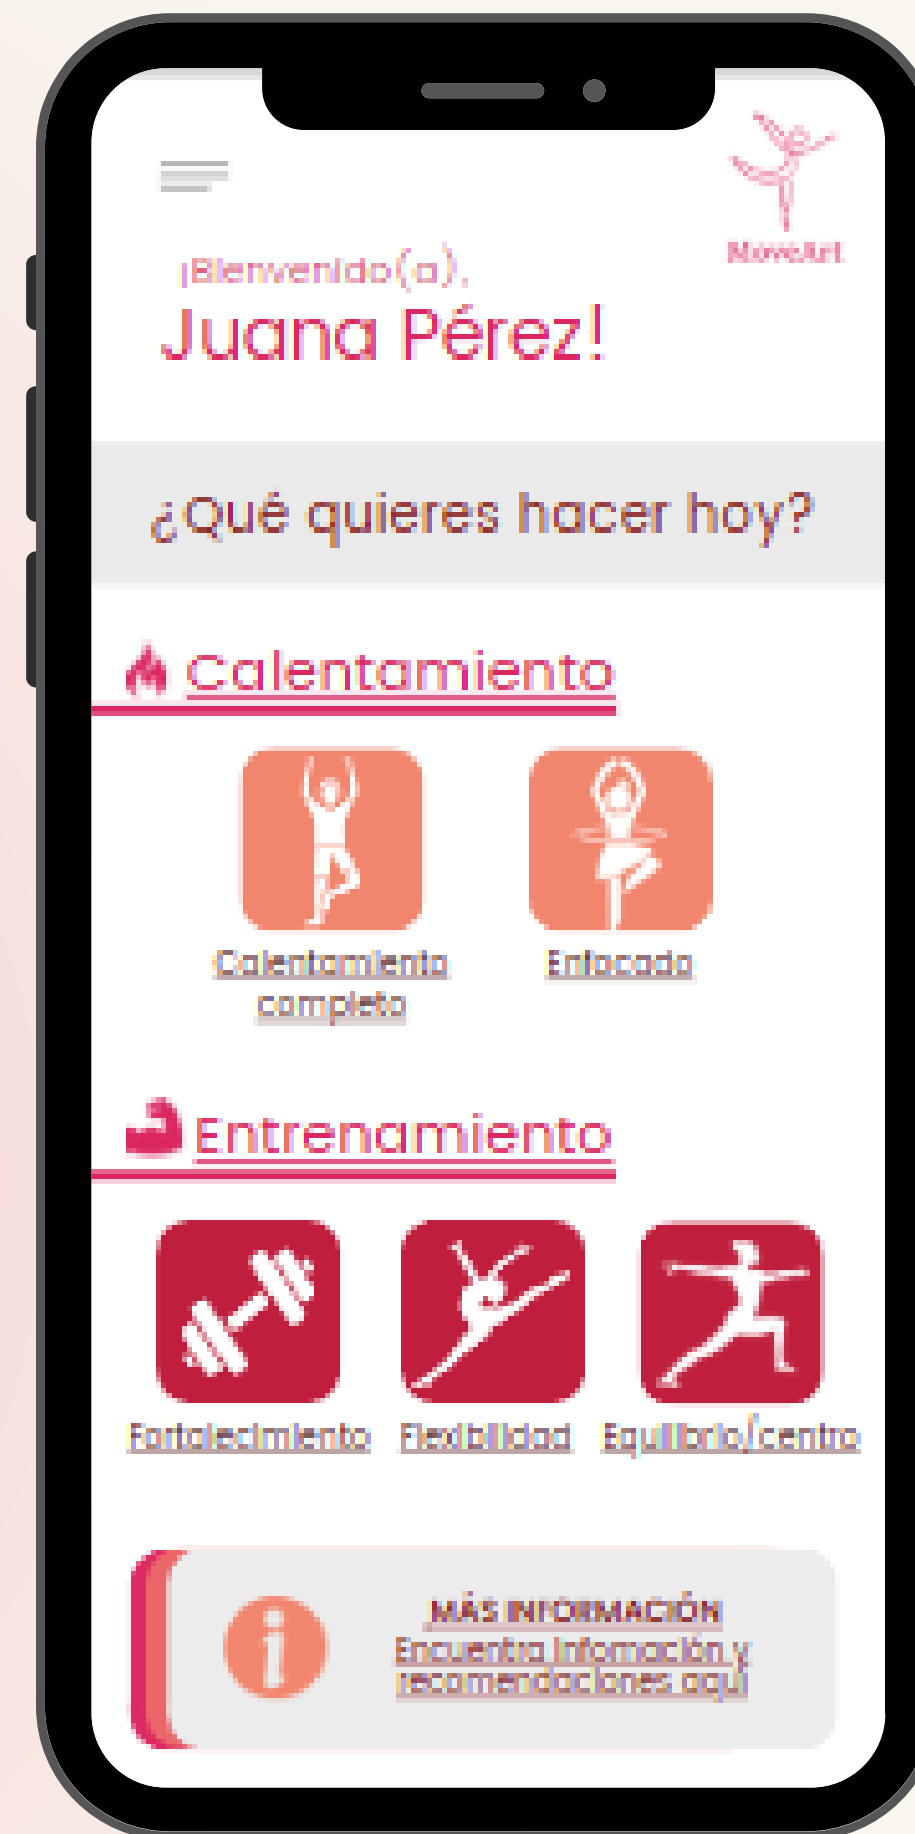 MoveArt
¡Bienvenido(a),
Juana Pérez!
¿Qué quieres hacer hoy?
Calentamiento
Calentamiento
completo
Enfocado
Entrenamiento
Fortalecimiento
Flexibilidad
Equilibrio/centro
MÁS INFORMACIÓN
Encuentra infomación y
recomendaciones aquí